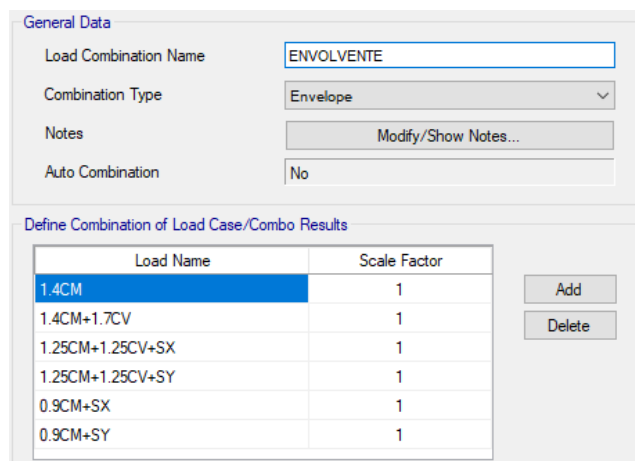 General Data
Load Combination Name ENVOLVENTE
Combination Type Envelope
Notes Modify/Show Notes...
Auto Combination No
Define Combination of Load Case/Combo Results
Load Name Scale Factor
1.4CM 1 Add
1.4CM+1.7CV 1 Delete
1.25CM+1.25CV+SX 1
1.25CM+1.25CV+SY 1
0.9CM+SX 1
0.9CM+SY 1